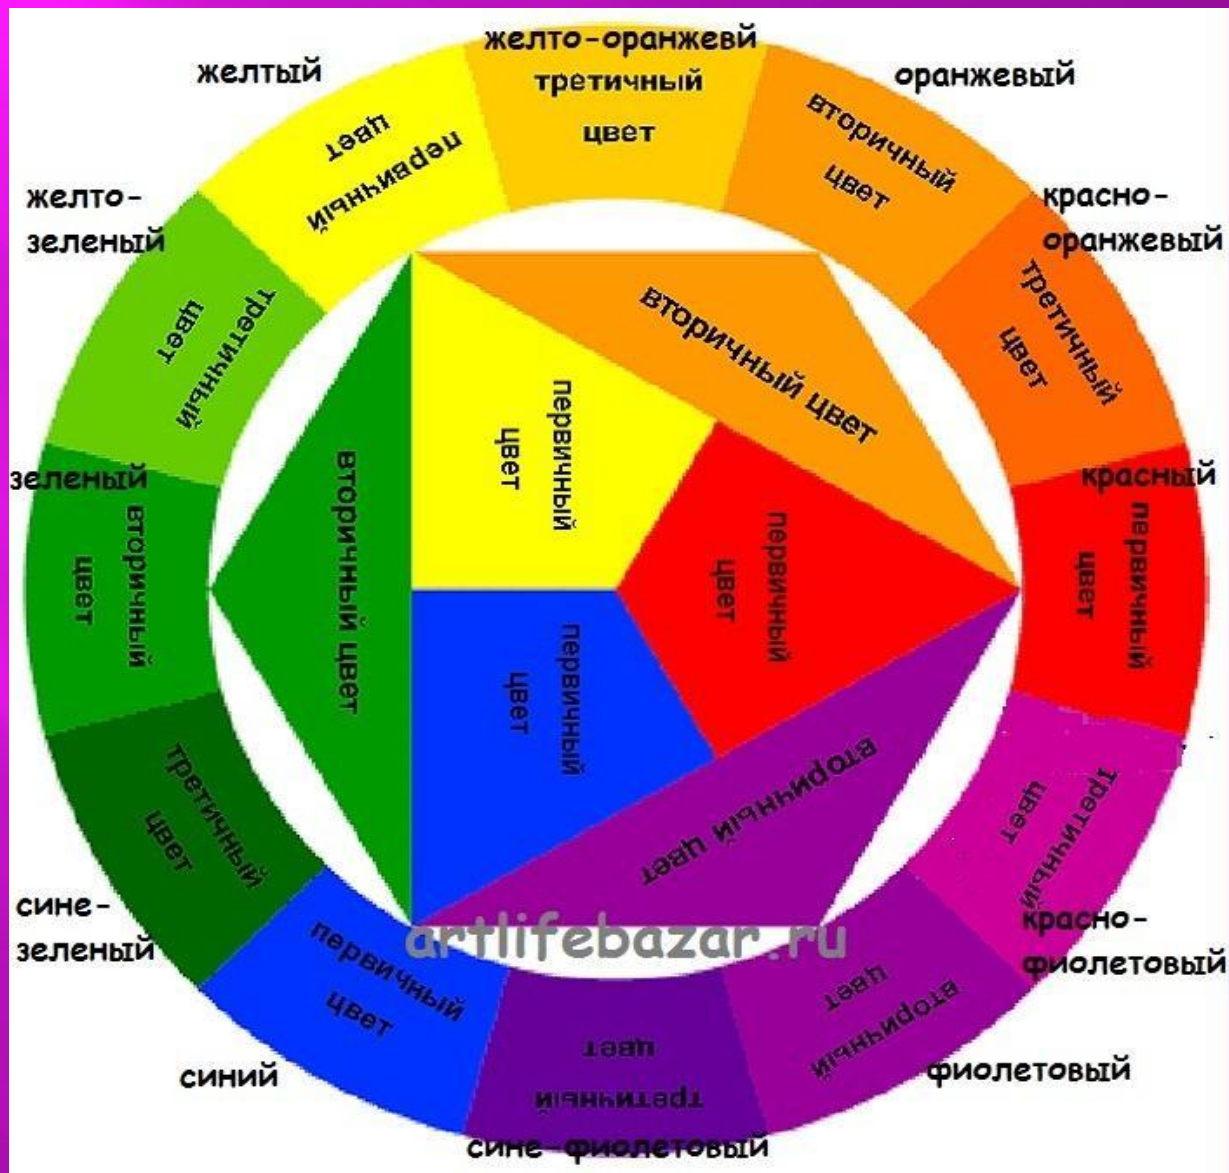 желто-оранжевй
третичный
цвет
оранжевый
вторичный
цвет
красно-
оранжевый
третичный
цвет
красный
первичный
цвет
третичный
цвет
красно-
фиолетовый
вторичный
цвет
фиолетовый
третичный
цвет
сине-фиолетовый
первичный
цвет
синий
третичный
цвет
сине-
зеленый
зеленый
вторичный
цвет
желто-
зеленый
третичный
цвет
желтый
первичный
цвет
вторичный цвет
первичный
цвет
первичный
цвет
вторичный цвет
первичный
цвет
вторичный цвет
artlifebazar.ru